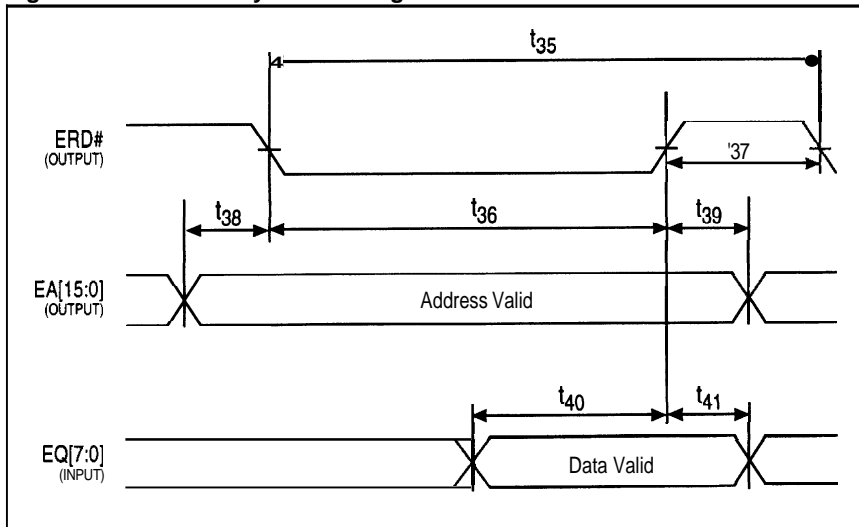 t35
ERD#
(OUTPUT)
'37
t38
t36
t39
EA[15:0]
(OUTPUT)
Address Valid
t40
t41
EQ[7:0]
(INPUT)
Data Valid